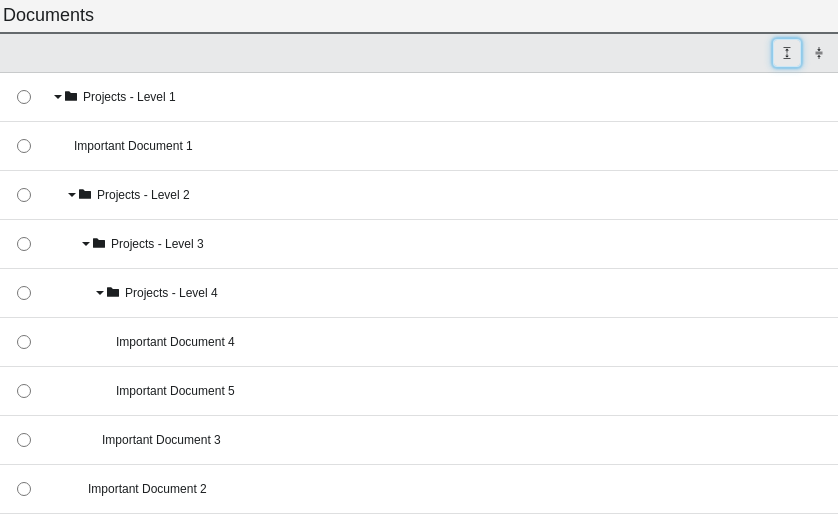 Documents
Projects - Level 1
Important Document 1
Projects - Level 2
Projects - Level 3
Projects - Level 4
Important Document 4
Important Document 5
Important Document 3
Important Document 2